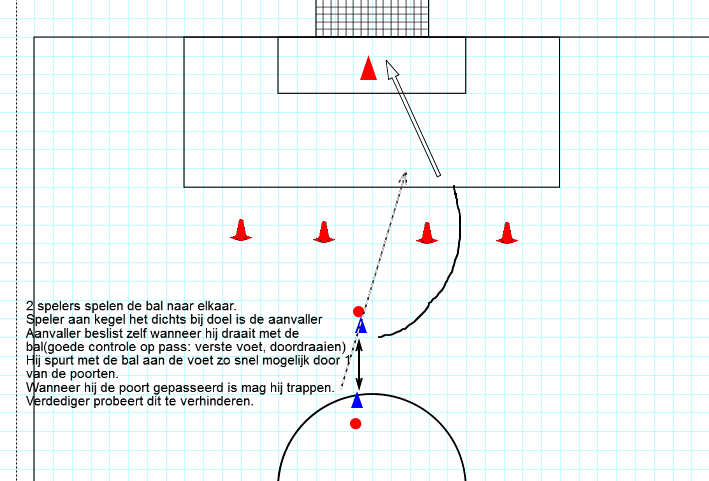 2 spelers spelen de bal naar elkaar.
Speler aan kegel het dichts bij doel is de aanvaller
Aanvaller beslist zelf wanneer hij draait met de
bal(goede controle op pass: verste voet, doordraaien)
Hij spurt met de bal aan de voet zo snel mogelijk door 1
van de poorten.
Wanneer hij de poort gepasseerd is mag hij trappen.
Verdediger probeert dit te verhinderen.